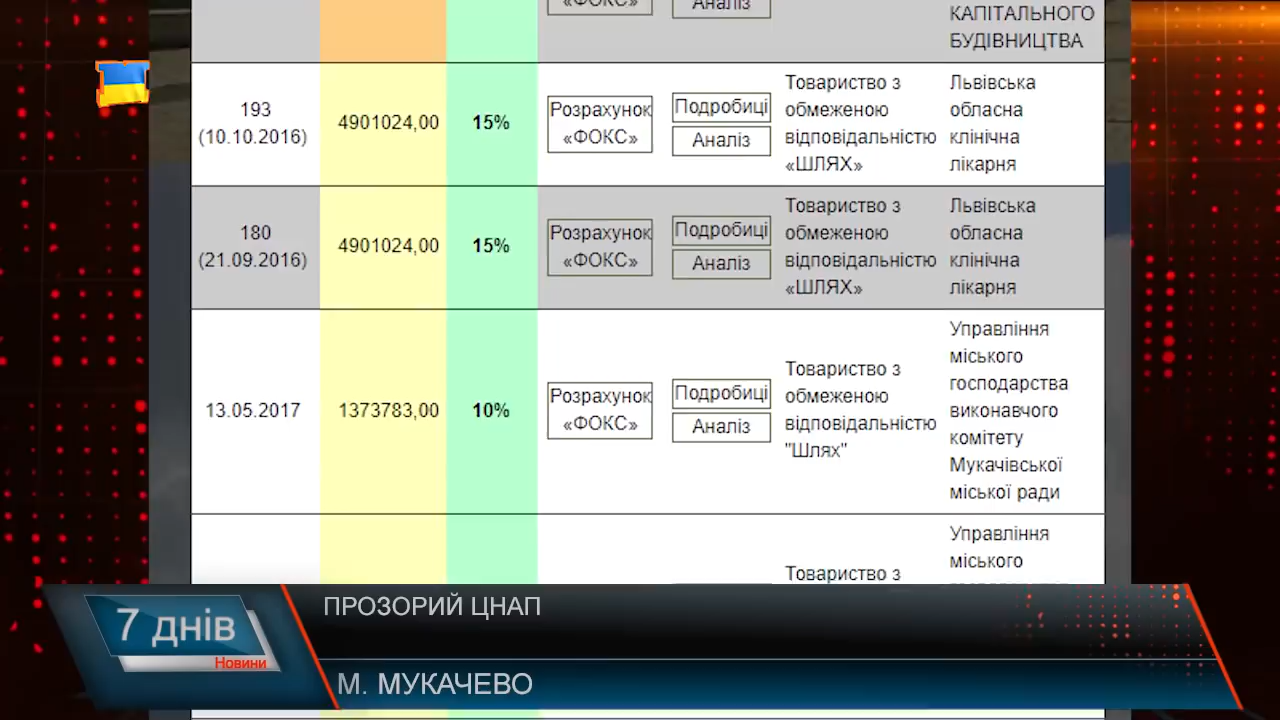 «ФОКС»
Аналіз
КАПІТАЛЬНОГО
БУДІВНИЦТВА
193
(10.10.2016)
4901024,00
15%
Розрахунок
«ФОКС»
Подробиці
Аналіз
Товариство з
обмеженою
відповідальністю
«ШЛЯХ»
Львівська
обласна
клінічна
лікарня
180
(21.09.2016)
4901024,00
15%
Розрахунок
«ФОКС»
Подробиці
Аналіз
Товариство з
обмеженою
відповідальністю
«ШЛЯХ»
Львівська
обласна
клінічна
лікарня
13.05.2017
1373783,00
10%
Розрахунок
«ФОКС»
Подробиці
Аналіз
Товариство з
обмеженою
відповідальністю
"Шлях"
Управління
міського
господарства
виконавчого
комітету
Мукачівської
міської ради
Товариство з
Управління
міського
7 днів
Новини
ПРОЗОРИЙ ЦНАП
М. МУКАЧЕВО